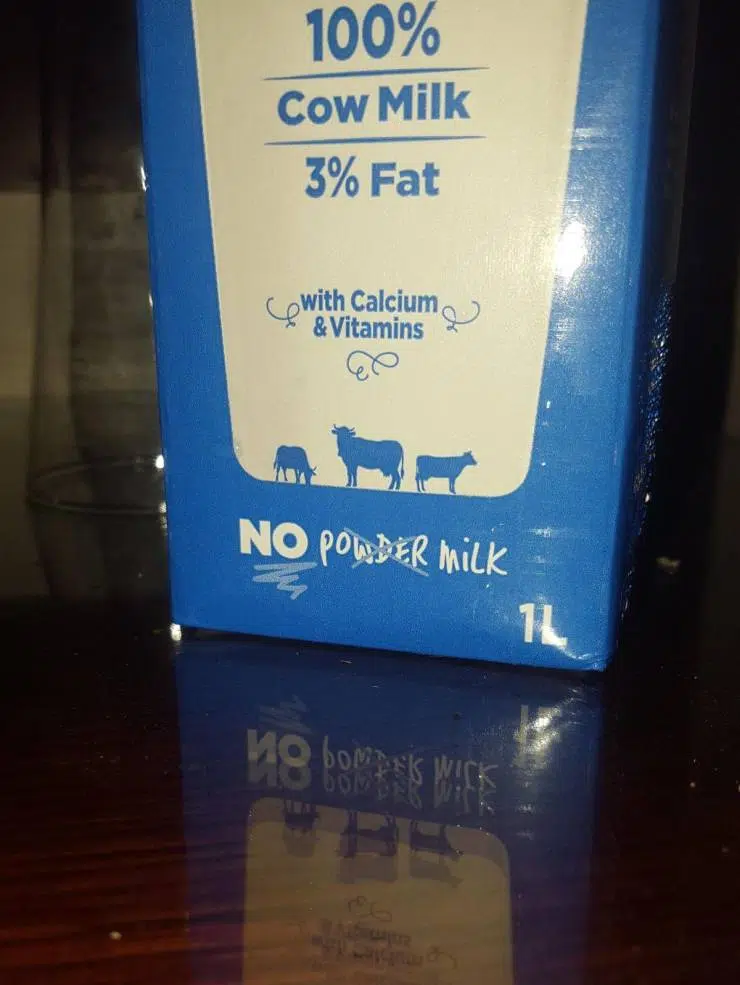 100%
Cow Milk
3% Fat
with Calcium
& Vitamins
NO POWDER MILK
1L